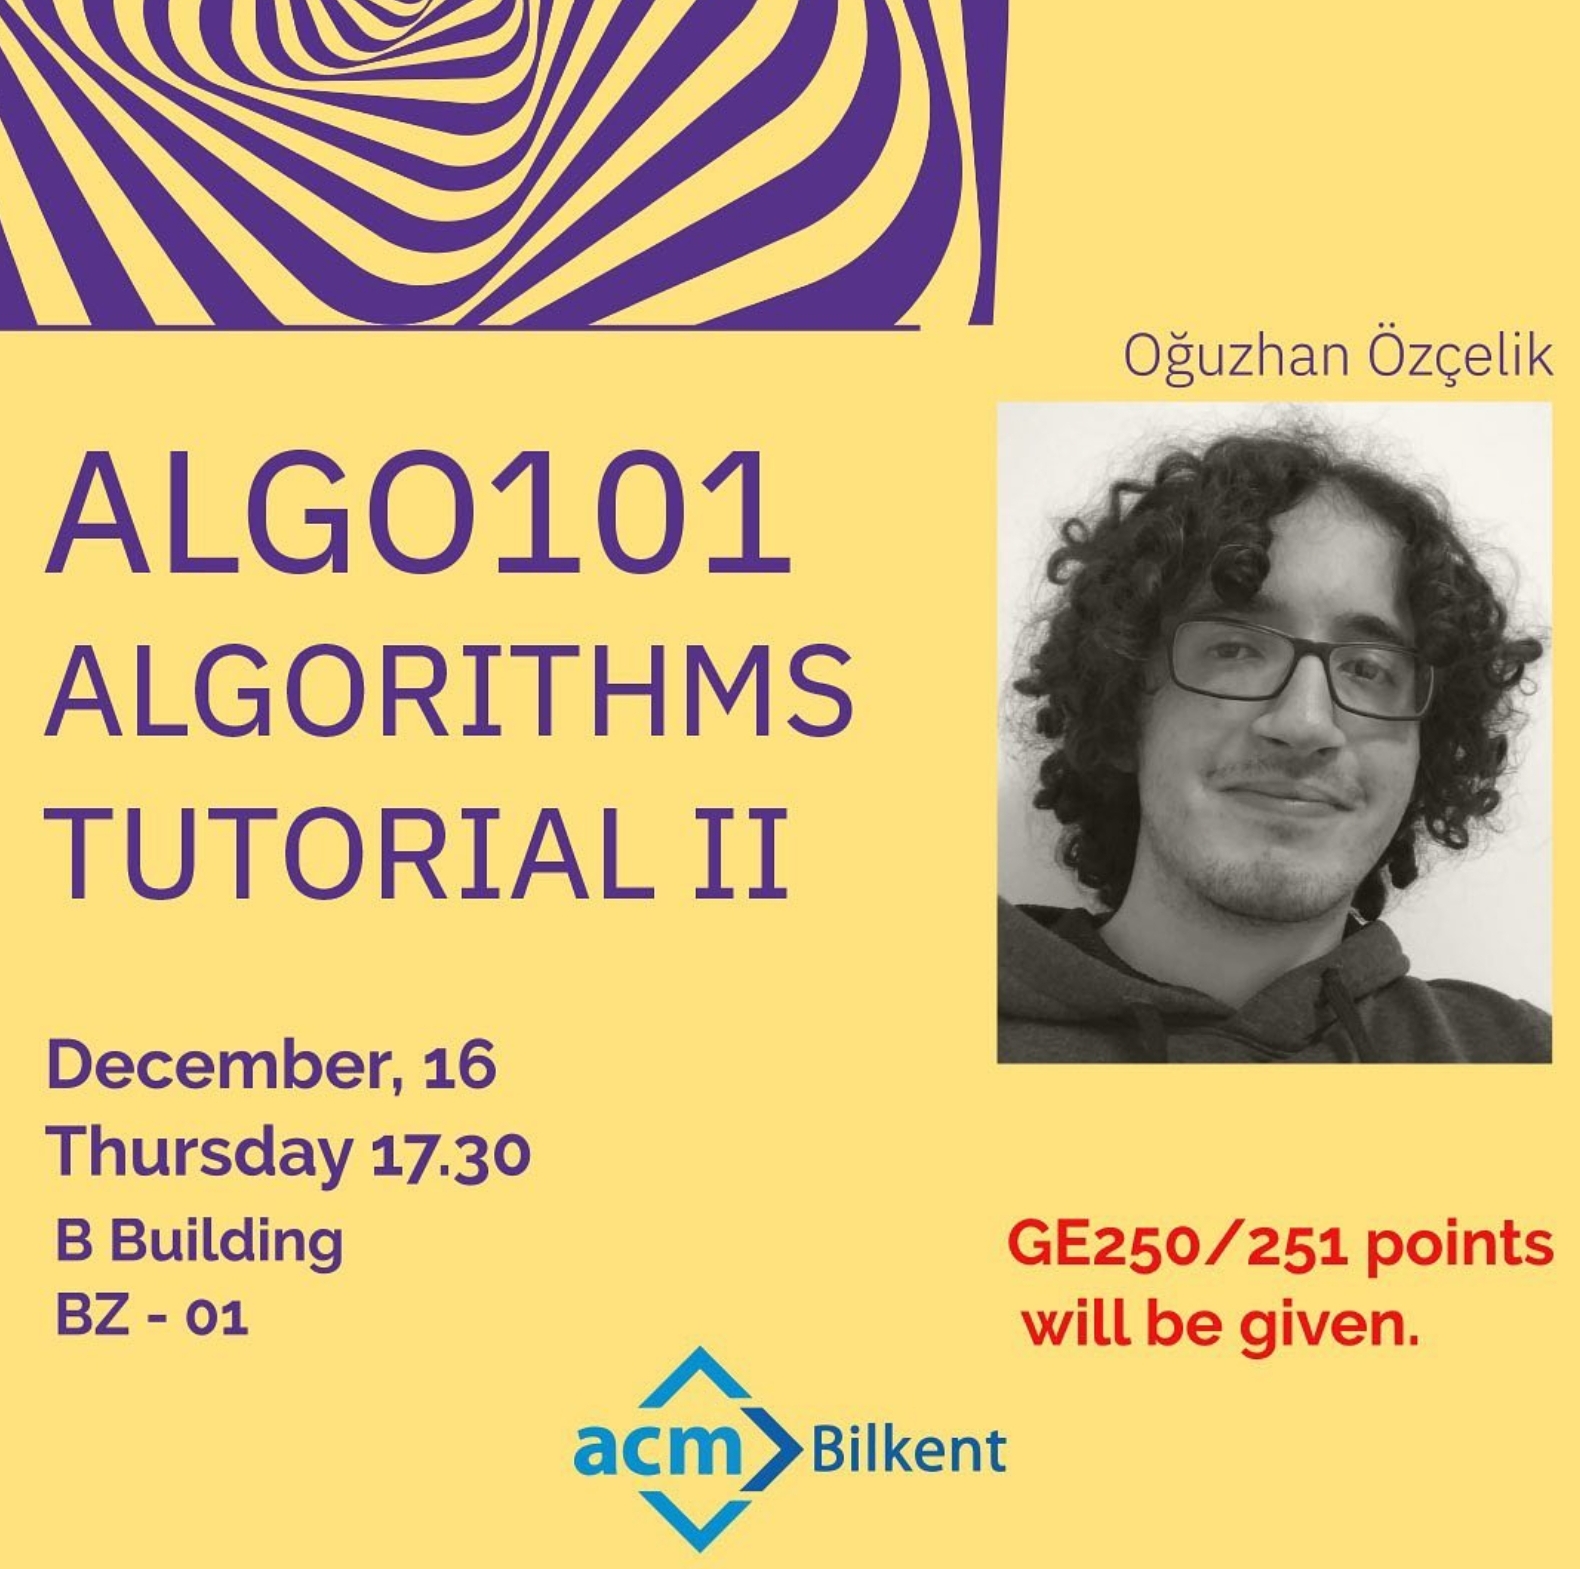 Oğuzhan Özçelik
ALGO101
ALGORITHMS
TUTORIAL II
December, 16
Thursday 17.30
B Building
BZ - 01
GE250/251 points
will be given.
acm Bilkent